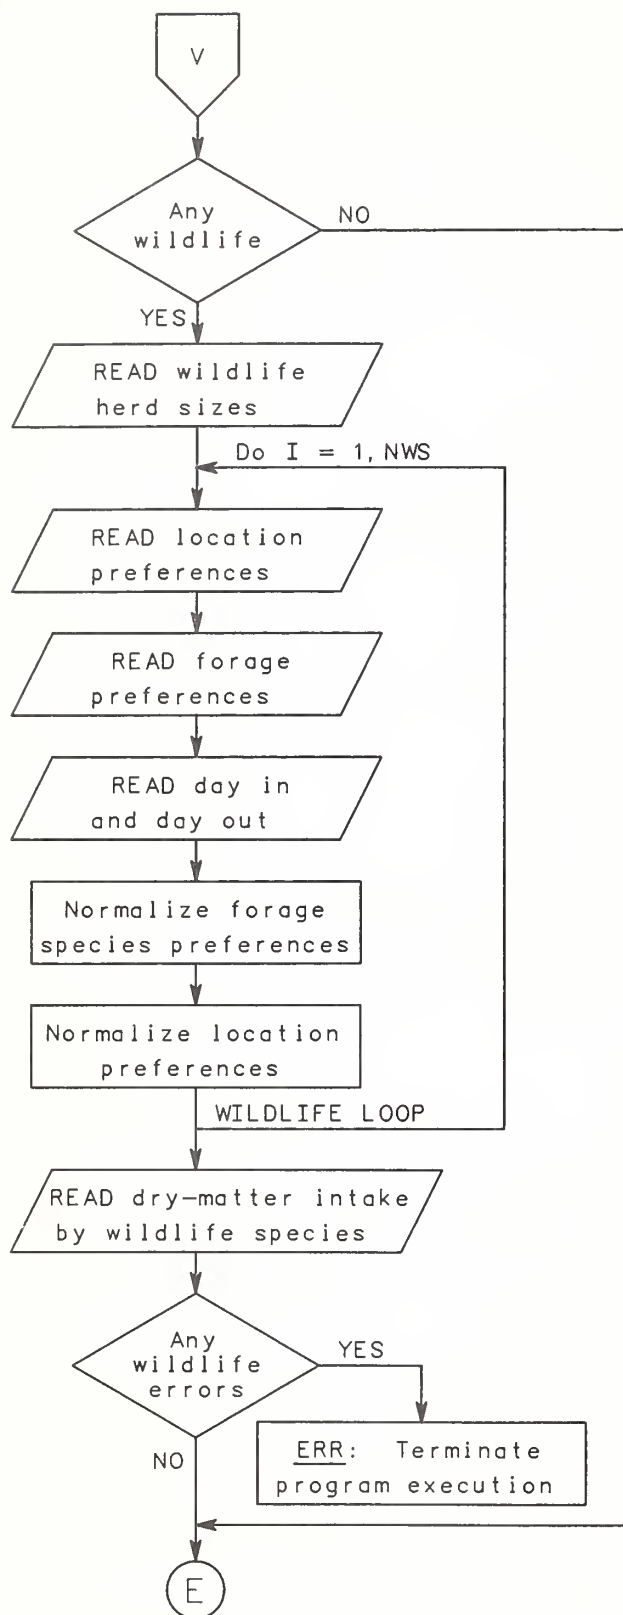 V
Any
wildlife
NO
YES
READ wildlife
herd sizes
Do I = 1, NWS
READ location
preferences
READ forage
preferences
READ day in
and day out
Normalize forage
species preferences
Normalize location
preferences
WILDLIFE LOOP
READ dry-matter intake
by wildlife species
Any
wildlife
errors
YES
NO
ERR: Terminate
program execution
E